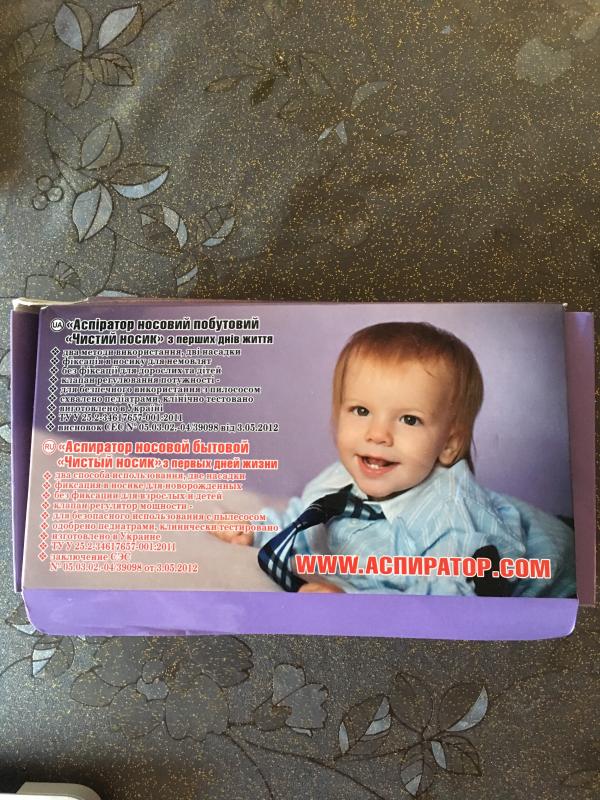 UA «Аспіратор носовий побутовий
«Чистий носик» з перших днів життя
❖ два методи використання, дві насадки
❖ фіксація в носику для немоклят
❖ без фіксації для дорослих та дітей
❖ клапан регулювання потужності -
❖ для безпечного використання з пилососом
❖ схвалено педіатрами, клінічно тестовано
❖ виготовлено в Україні
❖ ТУ У 25.2-34617657-001-2011
❖ висновок СЕС № 05.03.02.-04/39098 від 3.05.2012
RU «Аспиратор носовой бытовой
«Чистый носик» з первых дней жизни
❖ два способа использования, две насадки
❖ фиксация в носике для новорожденных
❖ без фиксации для взрослых и детей
❖ клапан регулятор мощности -
❖ для безопасного использования с пылесосом
❖ одобрено педиатрами, клинически тестировано
❖ изготовлено в Украине
❖ ТУ У 25.2-34617657-001-2011
❖ заключение СЭС
№ 05.03.02.-04/39098 от 3.05.2012
WWW.АСПИРАТОР.COM